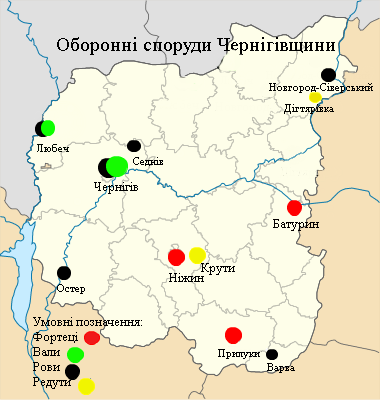 Оборонні споруди Чернігівщини
Новгород-Сіверський
Дігтярівка
Любеч
Седнів
Чернігів
Батурин
Крути
Ніжин
Остер
Умовні позначення:
Фортеці
Вали
Рови
Редути
Прилуки
Варва